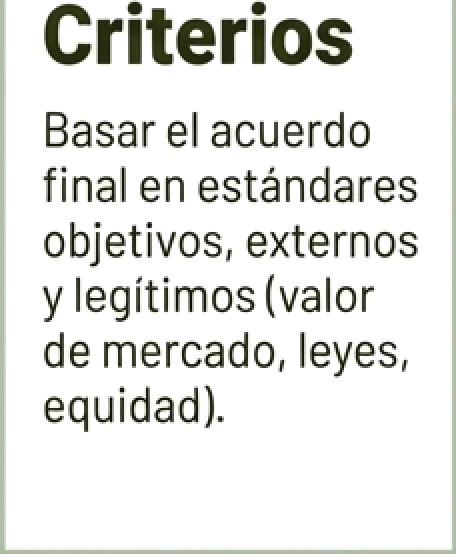 Criterios
Basar el acuerdo
final en estándares
objetivos, externos
y legítimos (valor
de mercado, leyes,
equidad).